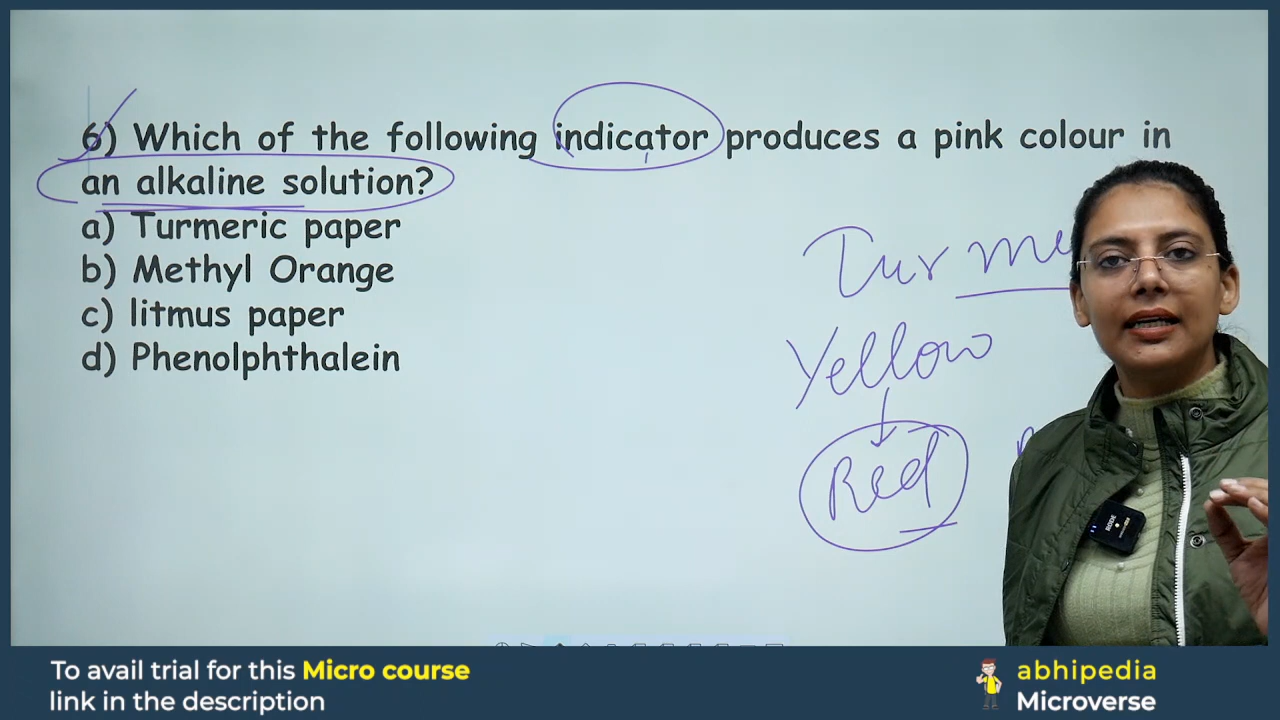 6) Which of the following indicator produces a pink colour in
an alkaline solution?
a) Turmeric paper
b) Methyl Orange
c) litmus paper
d) Phenolphthalein
Yellow
Red
To avail trial for this Micro course
link in the description
abhipedia
Microverse